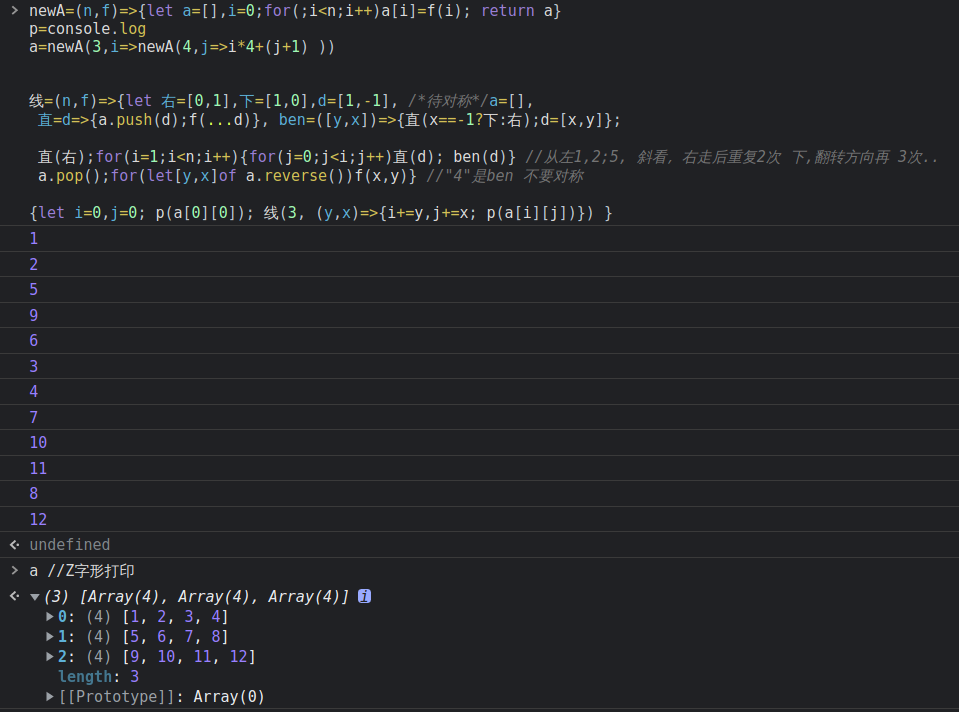 newA=(n,f)=>{let a=[],i=0;for(;i<n;i++)a[i]=f(i); return a}
p=console.log
a=newA(3,i=>newA(4,j=>i*4+(j+1) ))
线=(n,f)=>{let 右=[0,1],下=[1,0],d=[1,-1], /*待对称*/a=[],
直=d=>{a.push(d);f(...d)}, ben=([y,x])=>{直(x==-1?下:右);d=[x,y]};
直(右);for(i=1;i<n;i++){for(j=0;j<i;j++)直(d); ben(d)} //从左1,2;5, 斜看, 右走后重复2次 下,翻转方向再 3次..
a.pop();for(let[y,x]of a.reverse())f(x,y)} //"4"是ben 不要对称
{let i=0,j=0; p(a[0][0]); 线(3, (y,x)=>{i+=y,j+=x; p(a[i][j])}) }
1
2
5
9
6
3
4
7
10
11
8
12
undefined
a //Z字形打印
(3) [Array(4), Array(4), Array(4)] i
0: (4) [1, 2, 3, 4]
1: (4) [5, 6, 7, 8]
2: (4) [9, 10, 11, 12]
length: 3
[[Prototype]]: Array(0)